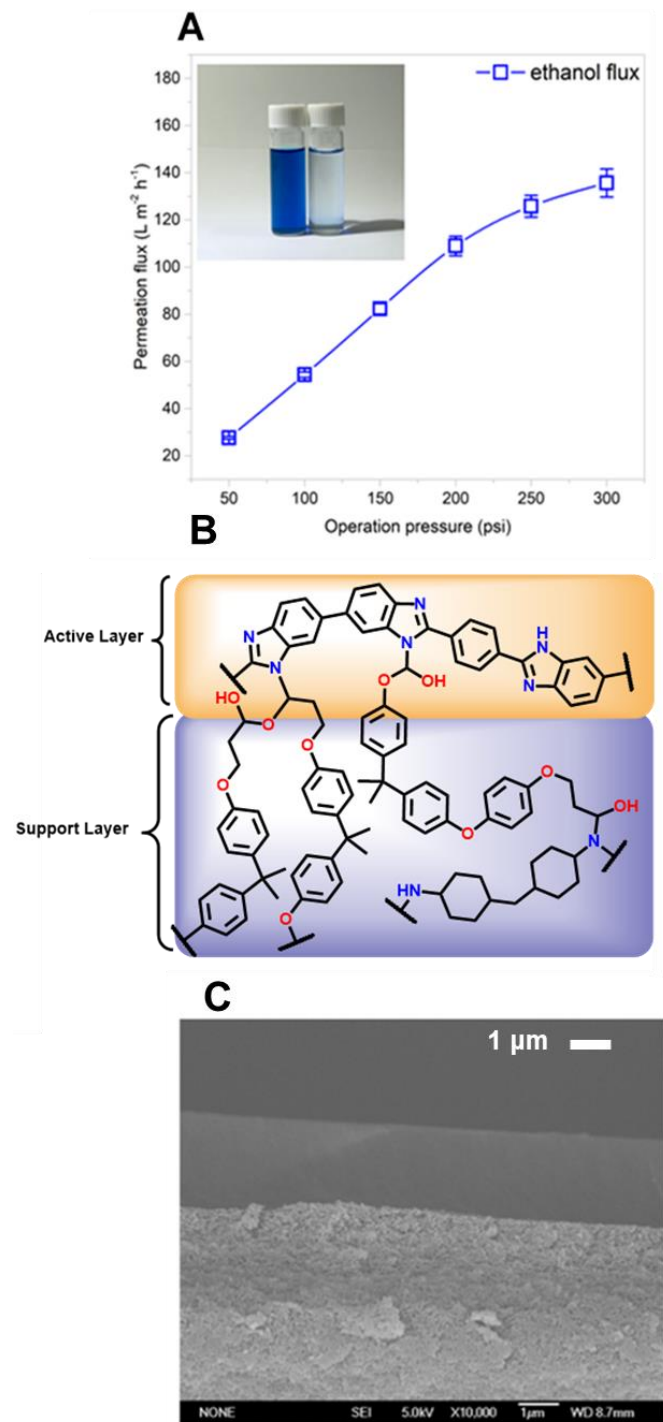 A
ethanol flux
180
160
140
120
100
80
60
40
20
Permeation flux (L m⁻² h⁻¹)
50 100 150 200 250 300
Operation pressure (psi)
B
Active Layer
Support Layer
N
N
N
N
H
N
N
O
OH
HO
O
O
O
O
O
O
OH
N
HN
C
1 µm
NONE SEI 5.0kV X10,000 1µm WD 8.7mm